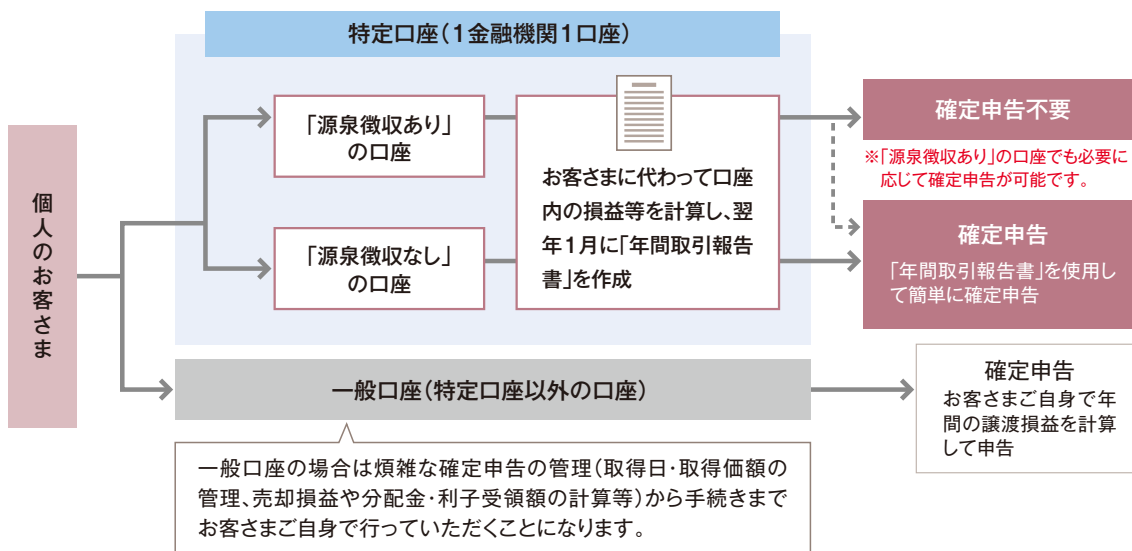 特定口座(1金融機関1口座)
個人のお客さま
「源泉徴収あり」
の口座
「源泉徴収なし」
の口座
お客さまに代わって口座
内の損益等を計算し、翌
年1月に「年間取引報告
書」を作成
確定申告不要
※「源泉徴収あり」の口座でも必要に
応じて確定申告が可能です。
確定申告
「年間取引報告書」を使用し
て簡単に確定申告
一般口座(特定口座以外の口座)
確定申告
お客さまご自身で年
間の譲渡損益を計算
して申告
一般口座の場合は煩雑な確定申告の管理(取得日・取得価額の
管理、売却損益や分配金・利子受領額の計算等)から手続きまで
お客さまご自身で行っていただくことになります。